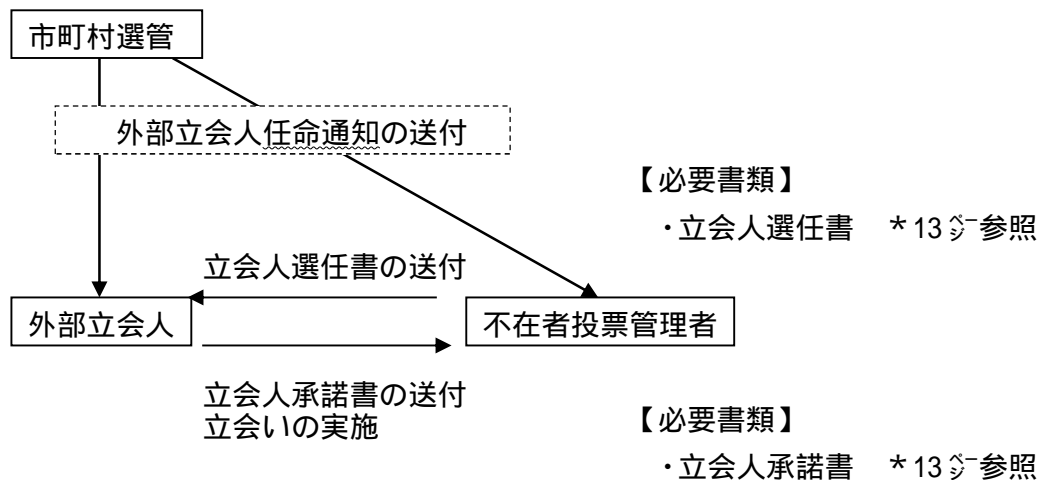 市町村選管
外部立会人任命通知の送付
【必要書類】
・立会人選任書 *13㌻参照
立会人選任書の送付
外部立会人
不在者投票管理者
立会人承諾書の送付
立会いの実施
【必要書類】
・立会人承諾書 *13㌻参照